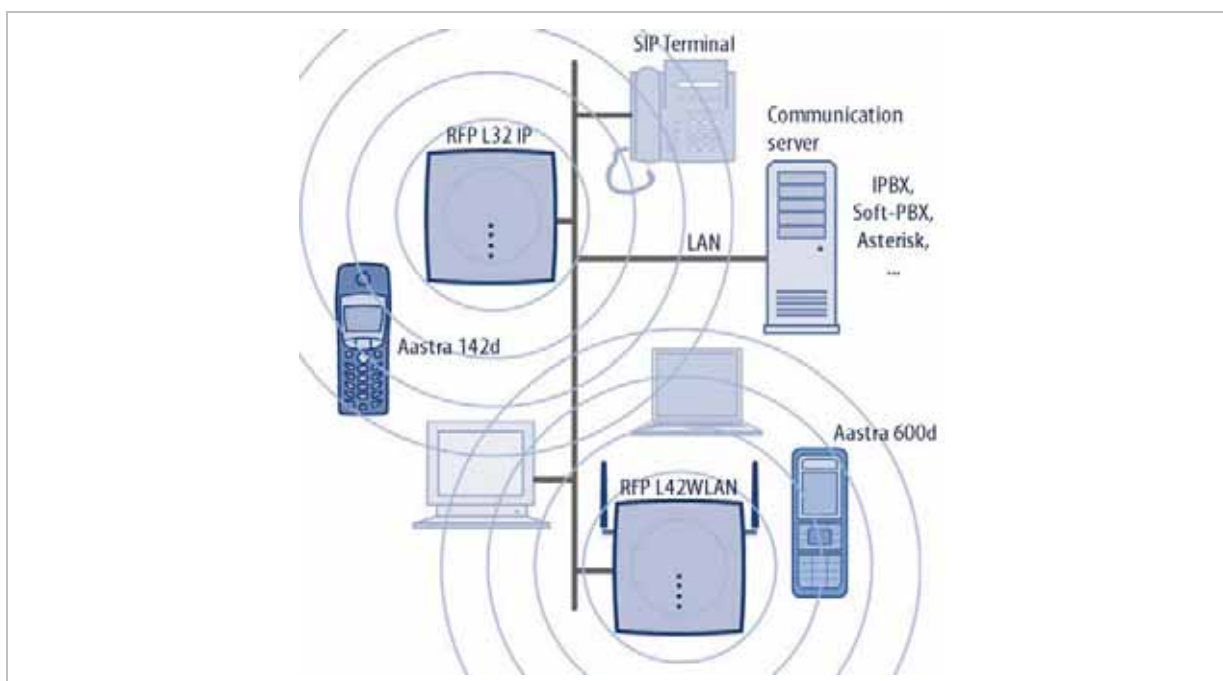 SIP Terminal
RFP L32 IP
Communication
server
IPBX,
Soft-PBX,
Asterisk,
...
LAN
Aastra 142d
Aastra 600d
RFP L42WLAN